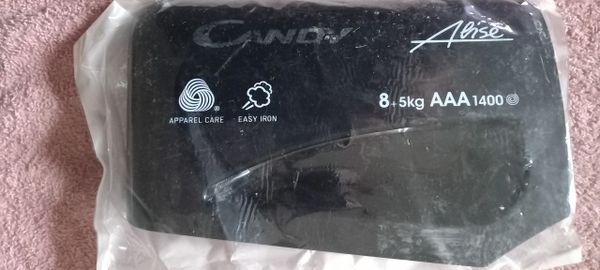 CANDY
Alisé
8+5kg AAA 1400
APPAREL CARE
EASY IRON